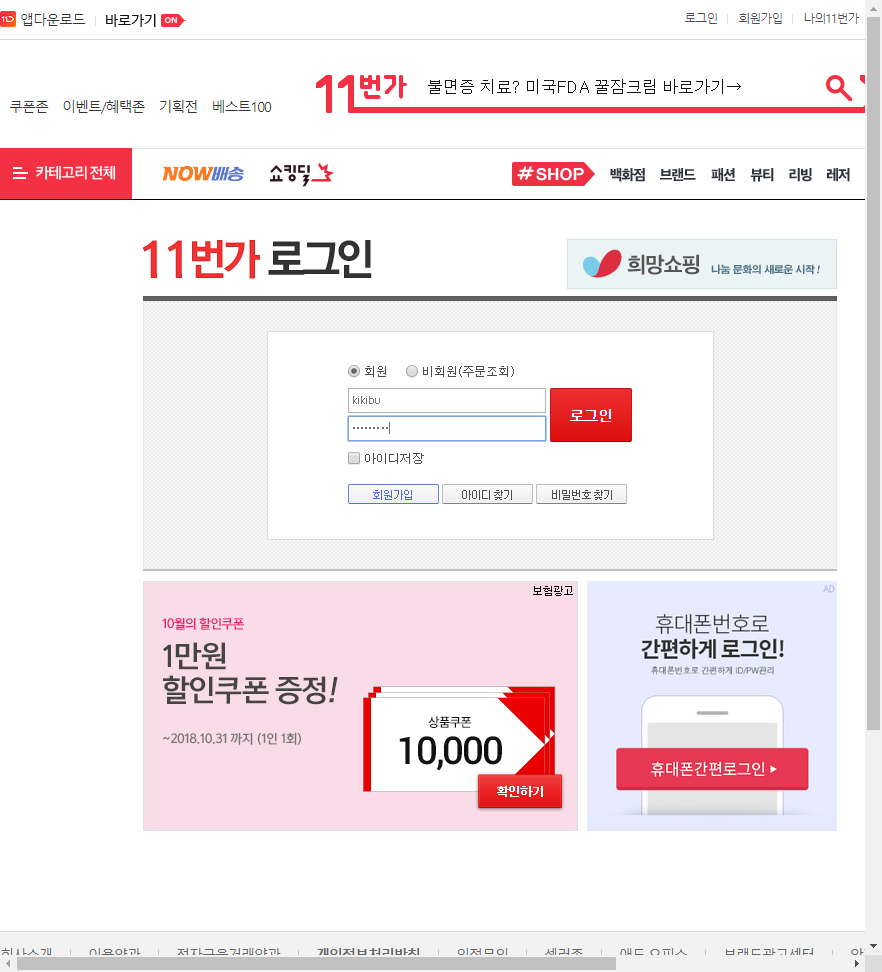 앱다운로드 바로가기 ON 로그인 회원가입 나의11번가
11번가 불면증 치료? 미국FDA 꿀잠크림 바로가기→
쿠폰존 이벤트/혜택존 기획전 베스트100
카테고리 전체 NOW배송 쇼킹딜 #SHOP 백화점 브랜드 패션 뷰티 리빙 레저
11번가 로그인
희망쇼핑 나눔 문화의 새로운 시작!
회원 비회원(주문조회)
kikibu
로그인
아이디저장
회원가입 아이디 찾기 비밀번호 찾기
보험광고
10월의 할인쿠폰
1만원
할인쿠폰 증정!
~2018.10.31 까지 (1인 1회)
상품쿠폰
10,000
확인하기
AD
휴대폰번호로
간편하게 로그인!
휴대폰번호로 간편하게 ID/PW관리
휴대폰간편로그인
회사소개 이용약관 전자금융거래약관 개인정보처리방침 입점문의 셀러존 애드 오피스 브랜드광고센터